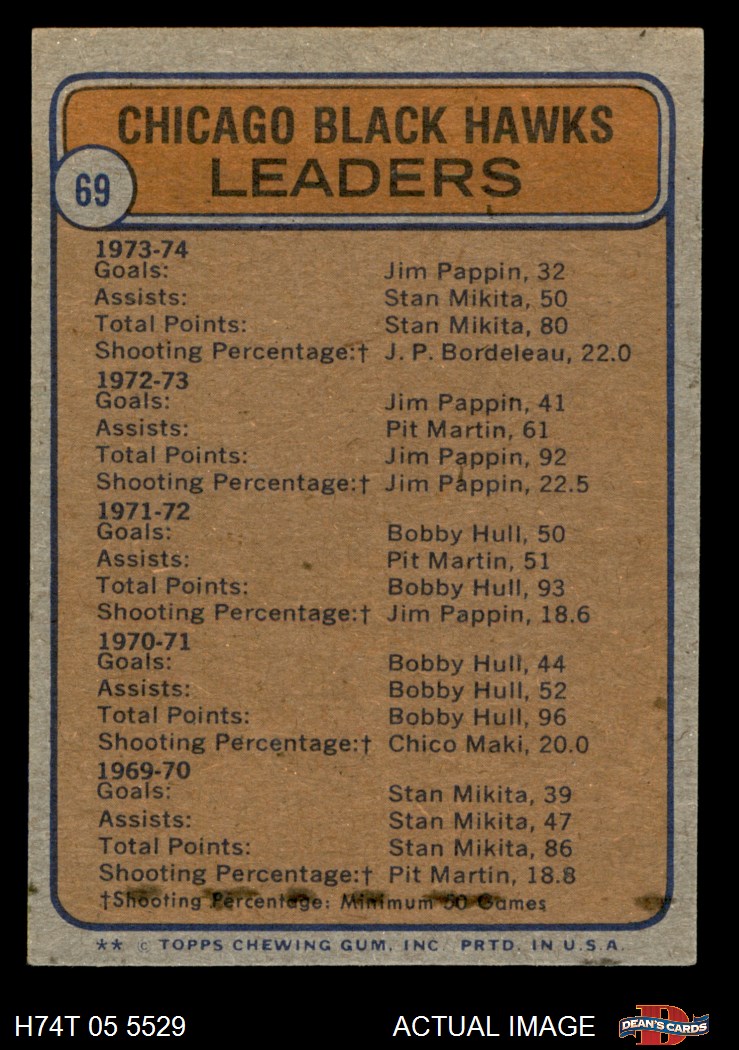 CHICAGO BLACK HAWKS
LEADERS
69
1973-74
Goals: Jim Pappin, 32
Assists: Stan Mikita, 50
Total Points: Stan Mikita, 80
Shooting Percentage:† J. P. Bordeleau, 22.0
1972-73
Goals: Jim Pappin, 41
Assists: Pit Martin, 61
Total Points: Jim Pappin, 92
Shooting Percentage:† Jim Pappin, 22.5
1971-72
Goals: Bobby Hull, 50
Assists: Pit Martin, 51
Total Points: Bobby Hull, 93
Shooting Percentage:† Jim Pappin, 18.6
1970-71
Goals: Bobby Hull, 44
Assists: Bobby Hull, 52
Total Points: Bobby Hull, 96
Shooting Percentage:† Chico Maki, 20.0
1969-70
Goals: Stan Mikita, 39
Assists: Stan Mikita, 47
Total Points: Stan Mikita, 86
Shooting Percentage:† Pit Martin, 18.8
†Shooting Percentage: Minimum 50 Games
** © TOPPS CHEWING GUM, INC. PRTD. IN U.S.A.
H74T 05 5529 ACTUAL IMAGE D DEAN'S CARDS